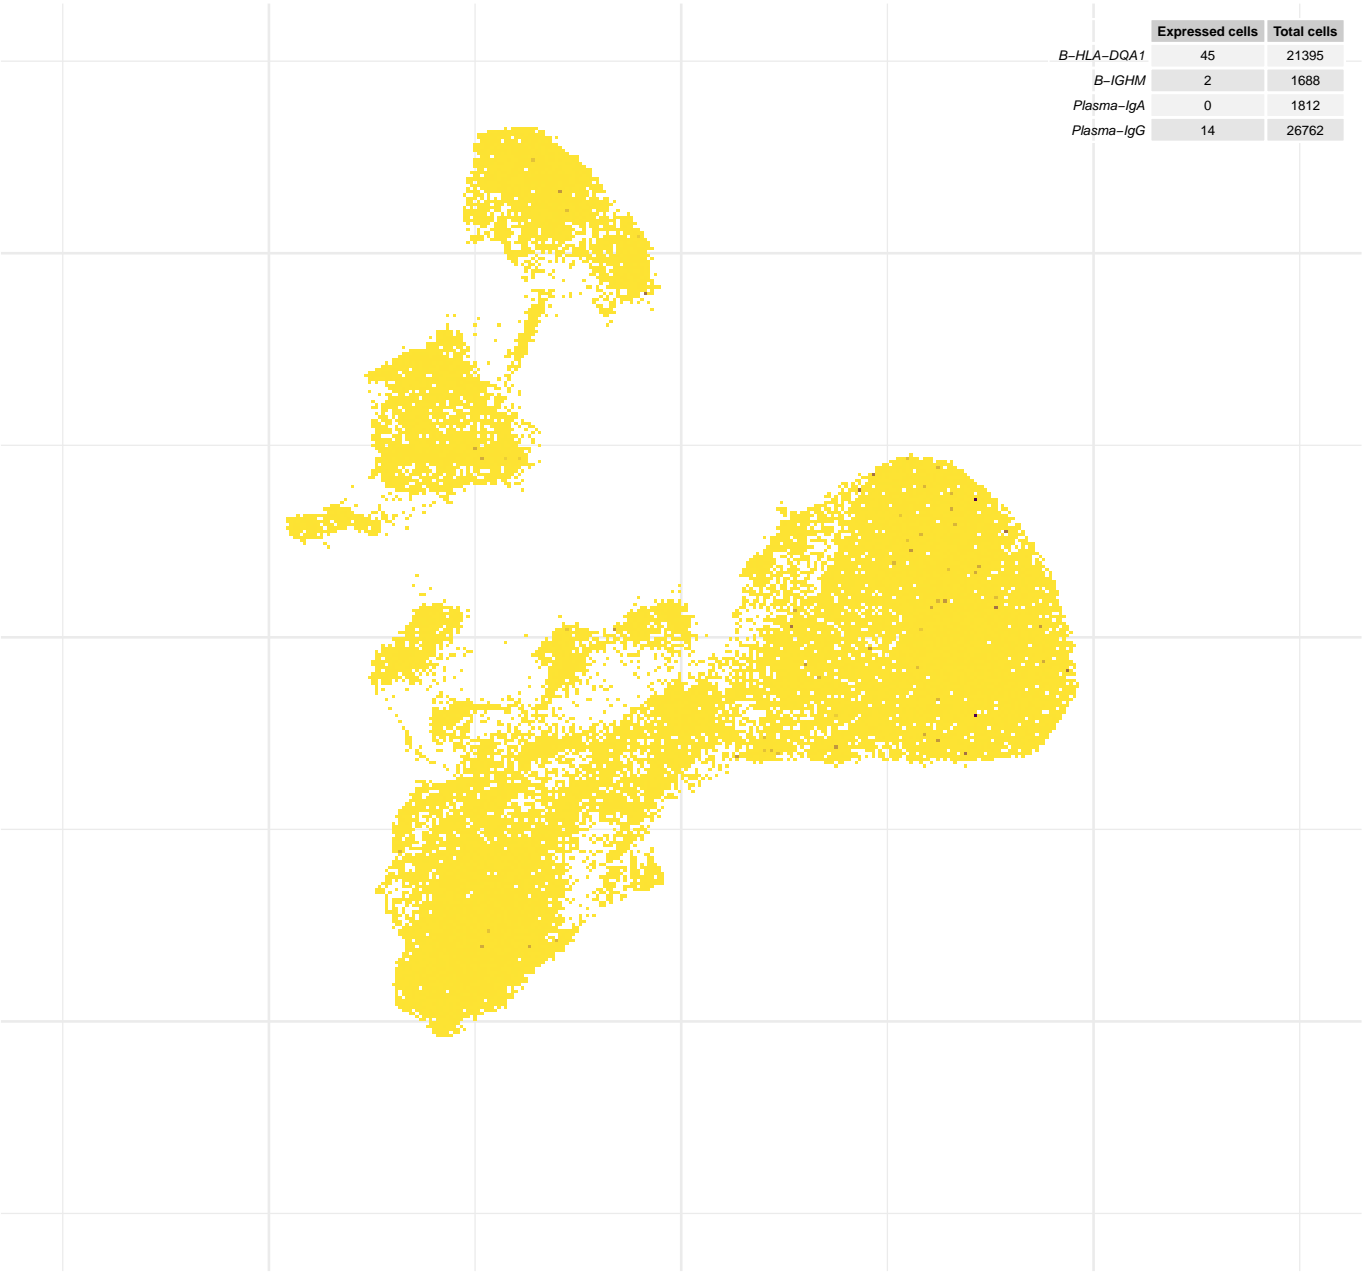 Expressed cells Total cells
B−HLA−DQA1 45 21395
B−IGHM 2 1688
Plasma−IgA 0 1812
Plasma−IgG 14 26762